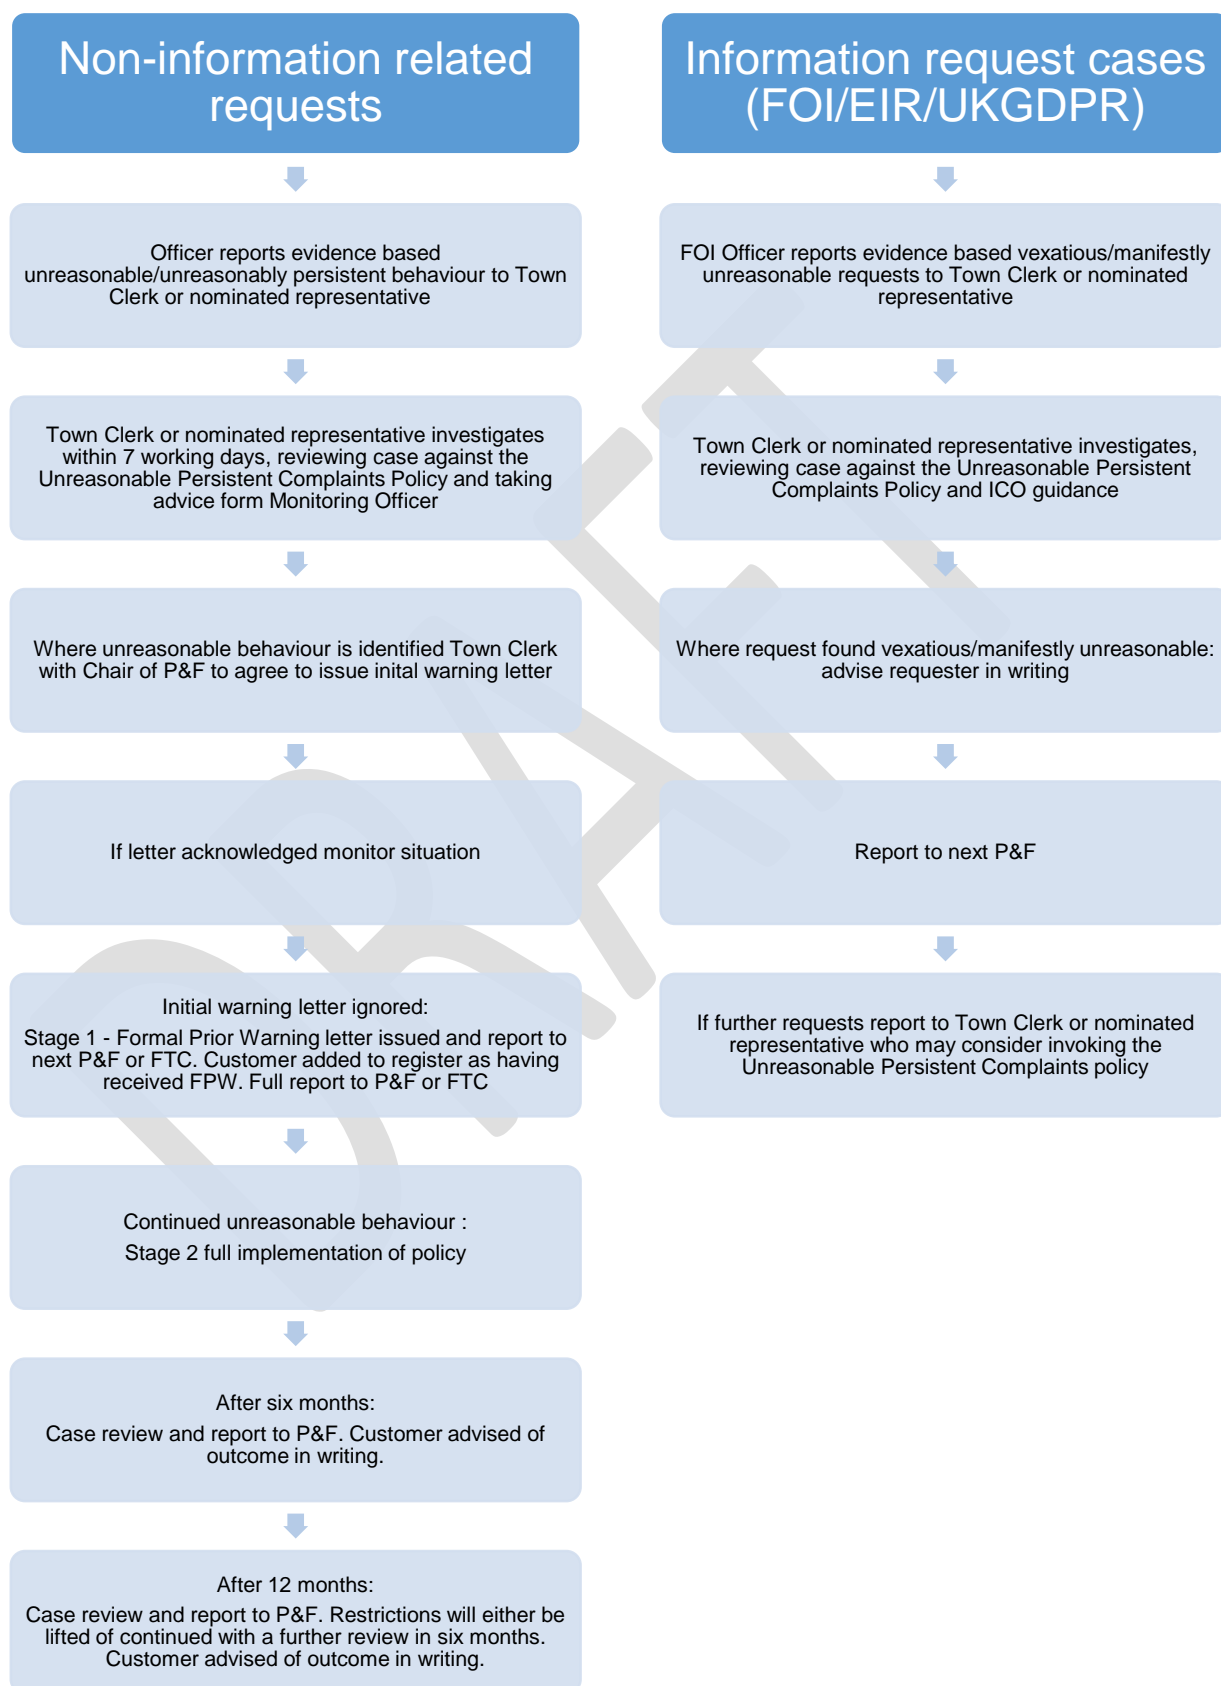 Non-information related
requests
Officer reports evidence based
unreasonable/unreasonably persistent behaviour to Town
Clerk or nominated representative
Town Clerk or nominated representative investigates
within 7 working days, reviewing case against the
Unreasonable Persistent Complaints Policy and taking
advice form Monitoring Officer
Where unreasonable behaviour is identified Town Clerk
with Chair of P&F to agree to issue inital warning letter
If letter acknowledged monitor situation
Initial warning letter ignored:
Stage 1 - Formal Prior Warning letter issued and report to
next P&F or FTC. Customer added to register as having
received FPW. Full report to P&F or FTC
Continued unreasonable behaviour :
Stage 2 full implementation of policy
After six months:
Case review and report to P&F. Customer advised of
outcome in writing.
After 12 months:
Case review and report to P&F. Restrictions will either be
lifted of continued with a further review in six months.
Customer advised of outcome in writing.
Information request cases
(FOI/EIR/UKGDPR)
FOI Officer reports evidence based vexatious/manifestly
unreasonable requests to Town Clerk or nominated
representative
Town Clerk or nominated representative investigates,
reviewing case against the Unreasonable Persistent
Complaints Policy and ICO guidance
Where request found vexatious/manifestly unreasonable:
advise requester in writing
Report to next P&F
If further requests report to Town Clerk or nominated
representative who may consider invoking the
Unreasonable Persistent Complaints policy
DRAFT